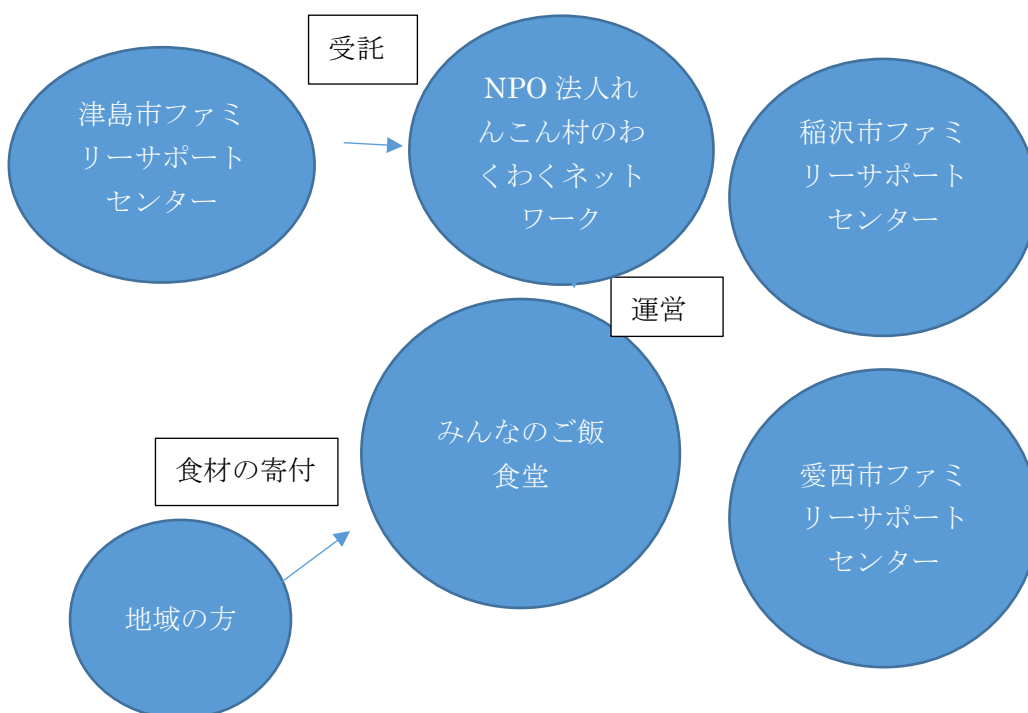 受託
津島市ファミ
リーサポート
センター
NPO 法人れ
んこん村のわ
くわくネット
ワーク
稲沢市ファミ
リーサポート
センター
運営
みんなのご飯
食堂
食材の寄付
愛西市ファミ
リーサポート
センター
地域の方